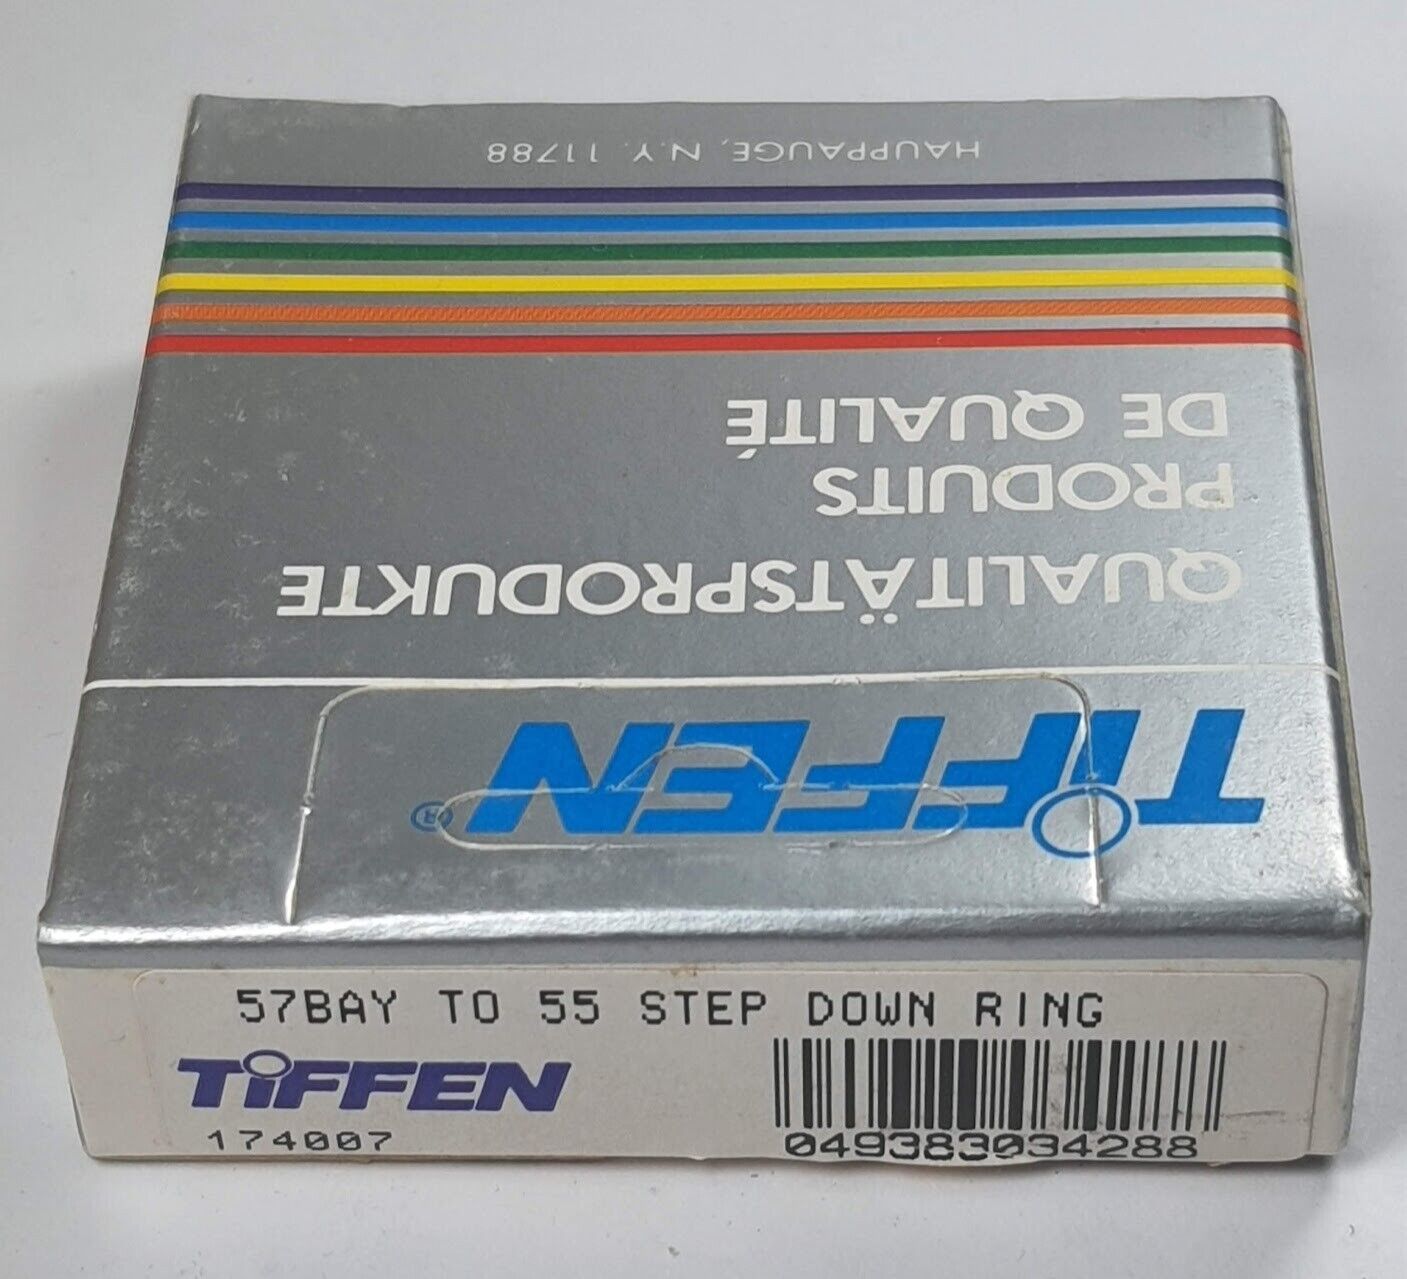 TIFFEN®
QUALITÄTSPRODUKTE
PRODUITS
DE QUALITÉ
HAUPPAUGE, N.Y. 11788
57BAY TO 55 STEP DOWN RING
TIFFEN
174007
049383034288